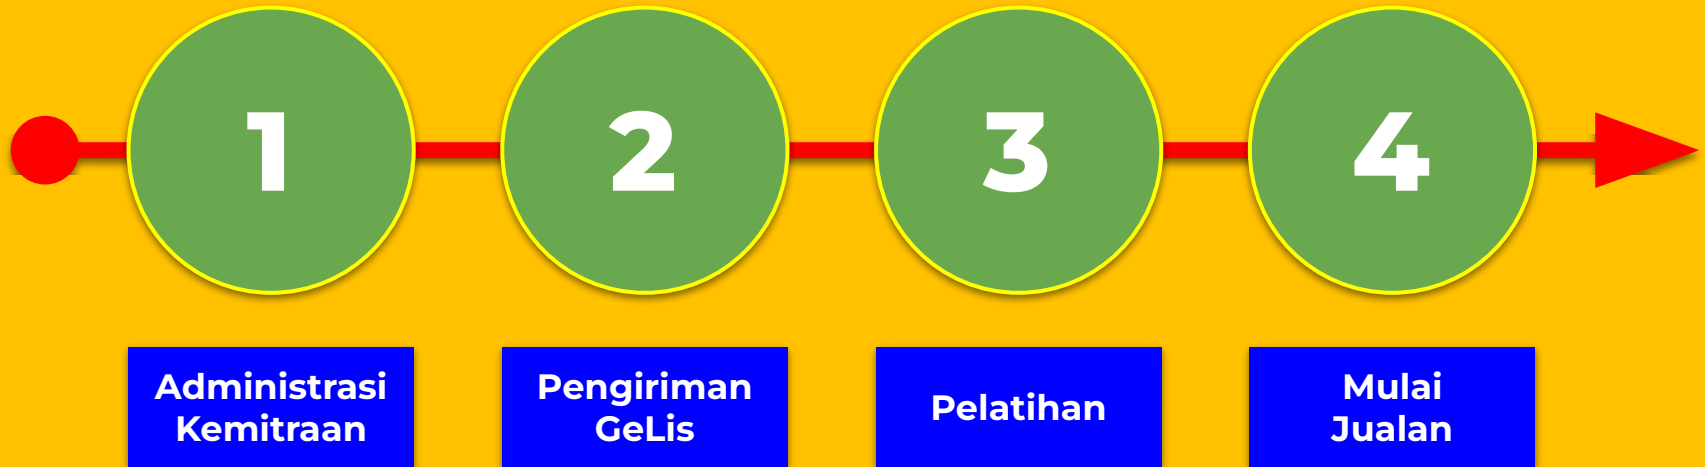 1
2
3
4
Administrasi
Kemitraan
Pengiriman
GeLis
Pelatihan
Mulai
Jualan